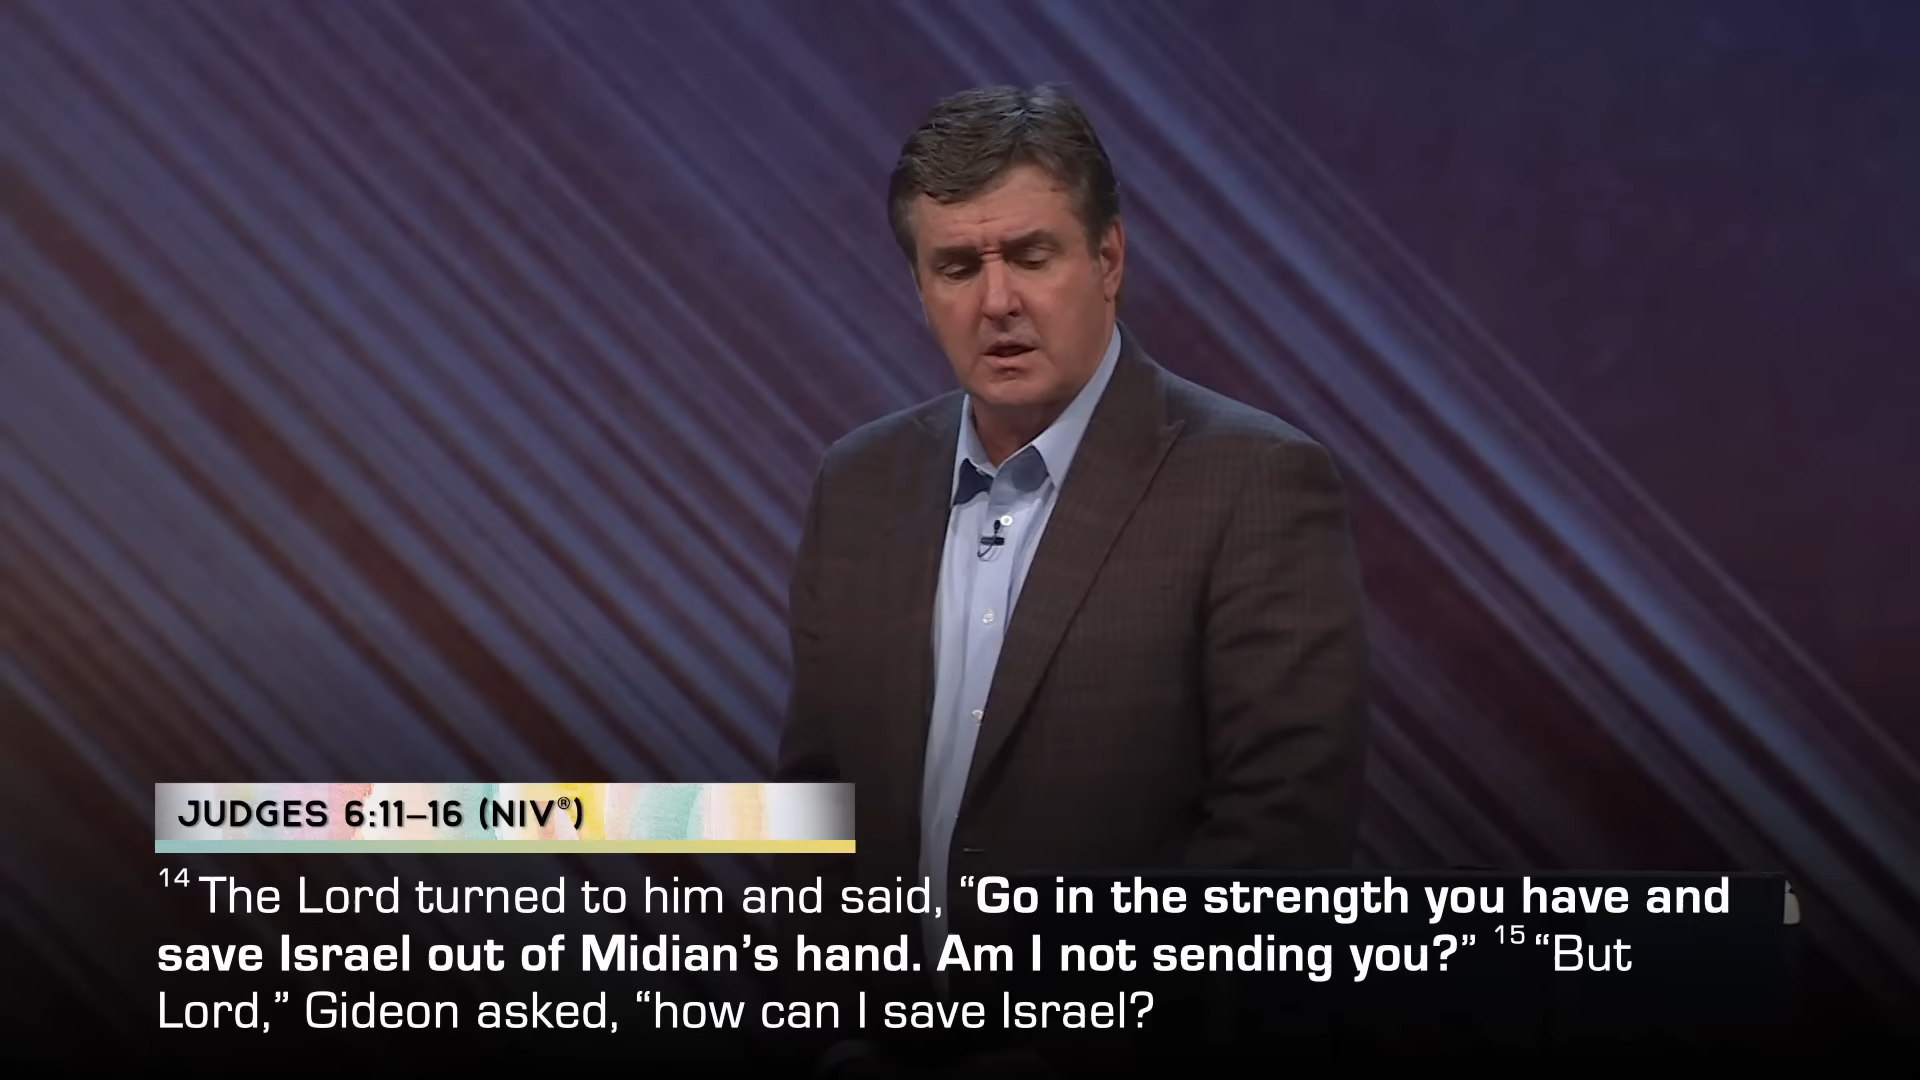 JUDGES 6:11–16 (NIV®)
14 The Lord turned to him and said, “Go in the strength you have and
save Israel out of Midian’s hand. Am I not sending you?” 15 “But
Lord,” Gideon asked, “how can I save Israel?